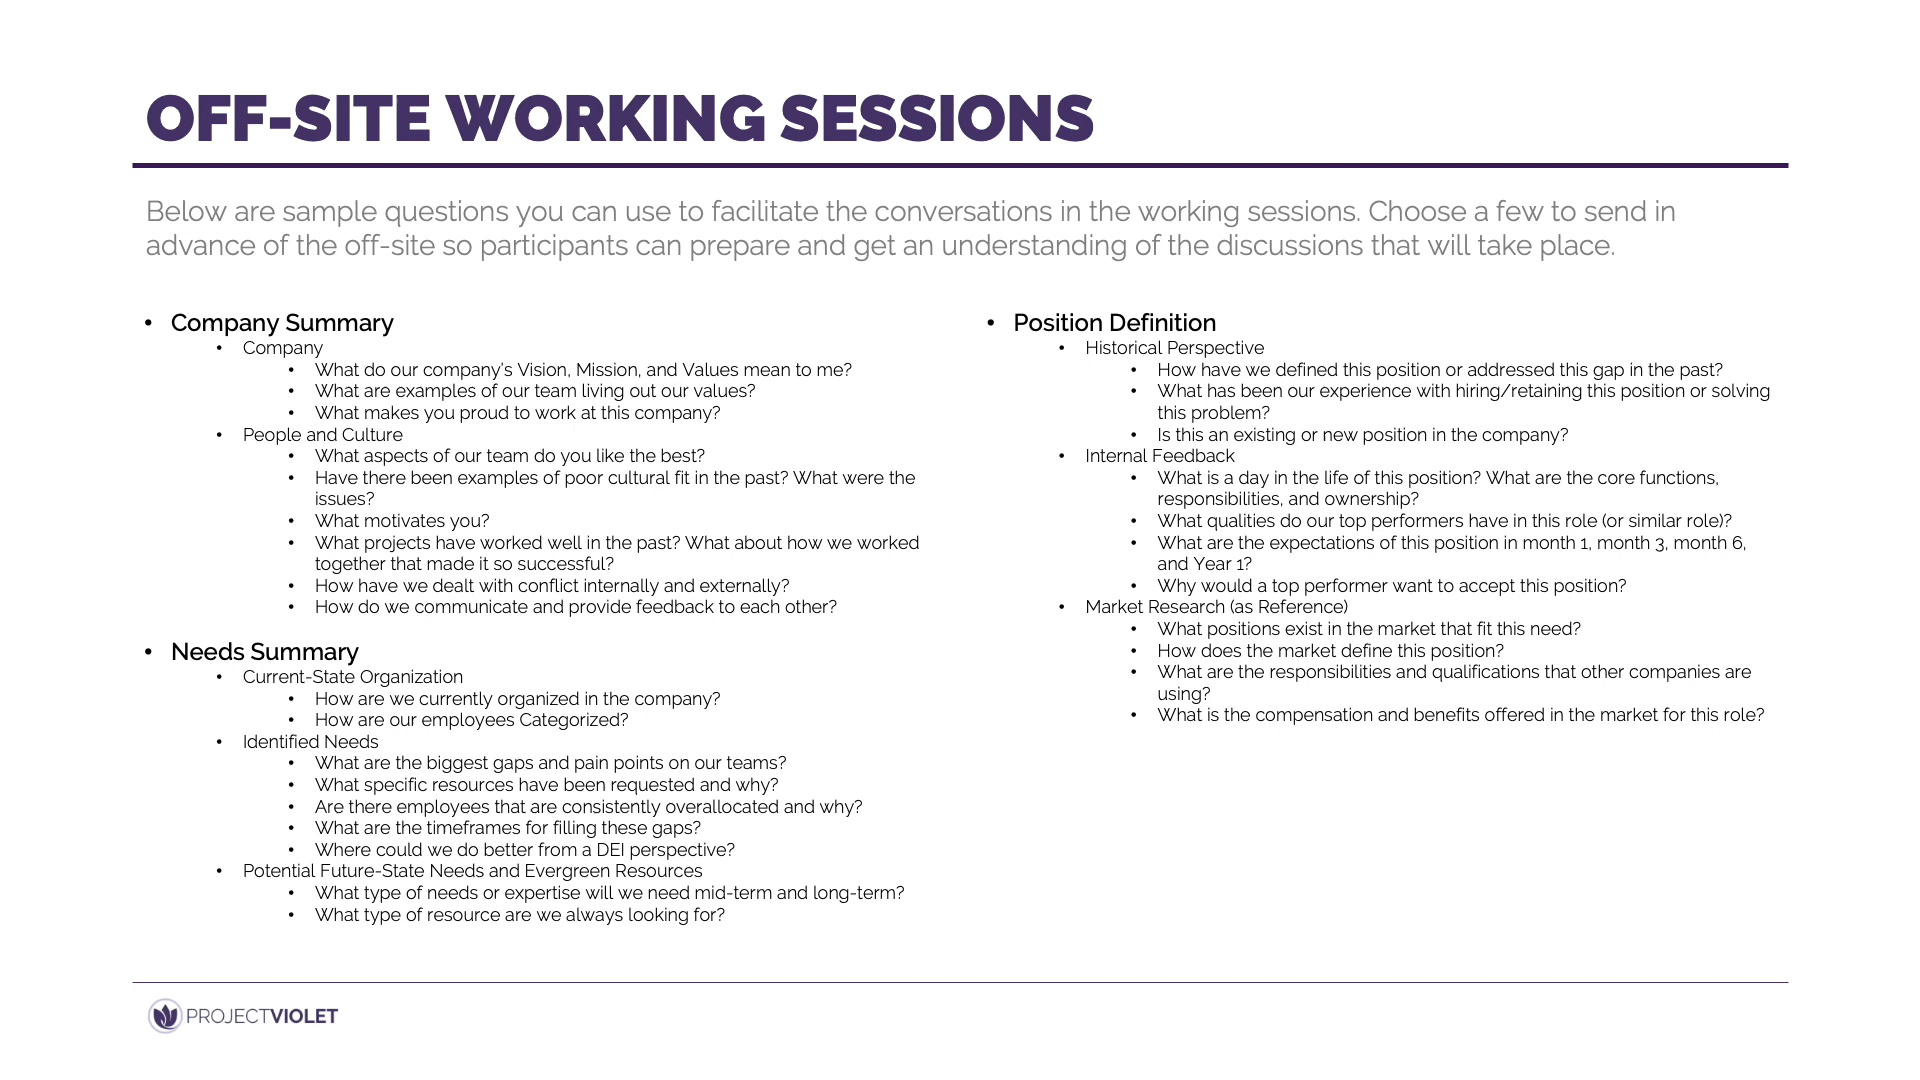 OFF-SITE WORKING SESSIONS
Below are sample questions you can use to facilitate the conversations in the working sessions. Choose a few to send in
advance of the off-site so participants can prepare and get an understanding of the discussions that will take place.
• Company Summary
• Company
• What do our company's Vision, Mission, and Values mean to me?
• What are examples of our team living out our values?
• What makes you proud to work at this company?
• People and Culture
• What aspects of our team do you like the best?
• Have there been examples of poor cultural fit in the past? What were the
issues?
• What motivates you?
• What projects have worked well in the past? What about how we worked
together that made it so successful?
• How have we dealt with conflict internally and externally?
• How do we communicate and provide feedback to each other?
• Needs Summary
• Current-State Organization
• How are we currently organized in the company?
• How are our employees Categorized?
• Identified Needs
• What are the biggest gaps and pain points on our teams?
• What specific resources have been requested and why?
• Are there employees that are consistently overallocated and why?
• What are the timeframes for filling these gaps?
• Where could we do better from a DEI perspective?
• Potential Future-State Needs and Evergreen Resources
• What type of needs or expertise will we need mid-term and long-term?
• What type of resource are we always looking for?
• Position Definition
• Historical Perspective
• How have we defined this position or addressed this gap in the past?
• What has been our experience with hiring/retaining this position or solving
this problem?
• Is this an existing or new position in the company?
• Internal Feedback
• What is a day in the life of this position? What are the core functions,
responsibilities, and ownership?
• What qualities do our top performers have in this role (or similar role)?
• What are the expectations of this position in month 1, month 3, month 6,
and Year 1?
• Why would a top performer want to accept this position?
• Market Research (as Reference)
• What positions exist in the market that fit this need?
• How does the market define this position?
• What are the responsibilities and qualifications that other companies are
using?
• What is the compensation and benefits offered in the market for this role?
PROJECTVIOLET